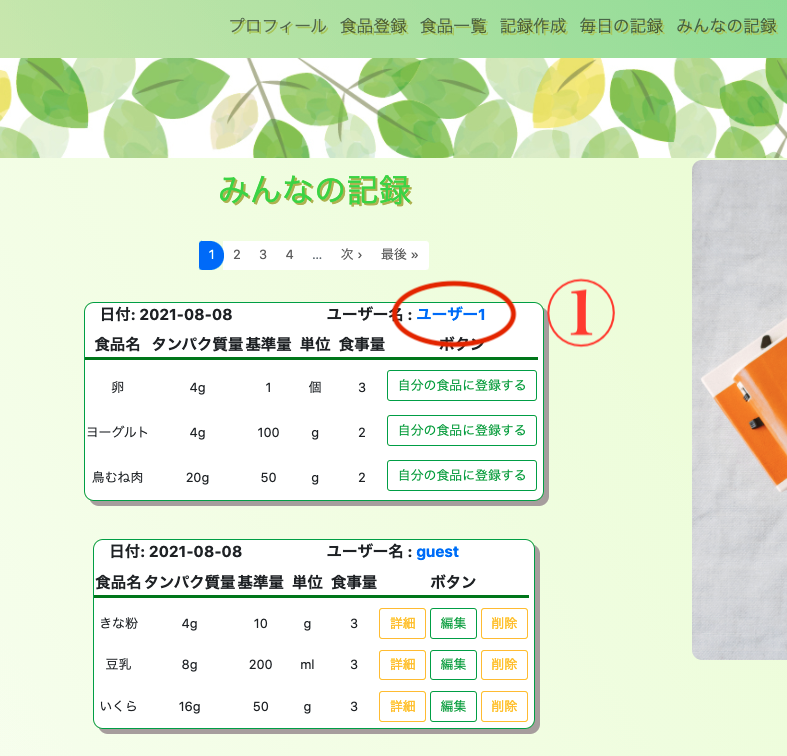 プロフィール 食品登録 食品一覧 記録作成 毎日の記録 みんなの記録
みんなの記録
1 2 3 4 ... 次 › 最後 »
日付: 2021-08-08 ユーザー名 : ユーザー1 ①
食品名 タンパク質量 基準量 単位 食事量 ボタン
卵 4g 1 個 3 自分の食品に登録する
ヨーグルト 4g 100 g 2 自分の食品に登録する
鳥むね肉 20g 50 g 2 自分の食品に登録する
日付: 2021-08-08 ユーザー名 : guest
食品名 タンパク質量 基準量 単位 食事量 ボタン
きな粉 4g 10 g 3 詳細 編集 削除
豆乳 8g 200 ml 3 詳細 編集 削除
いくら 16g 50 g 3 詳細 編集 削除